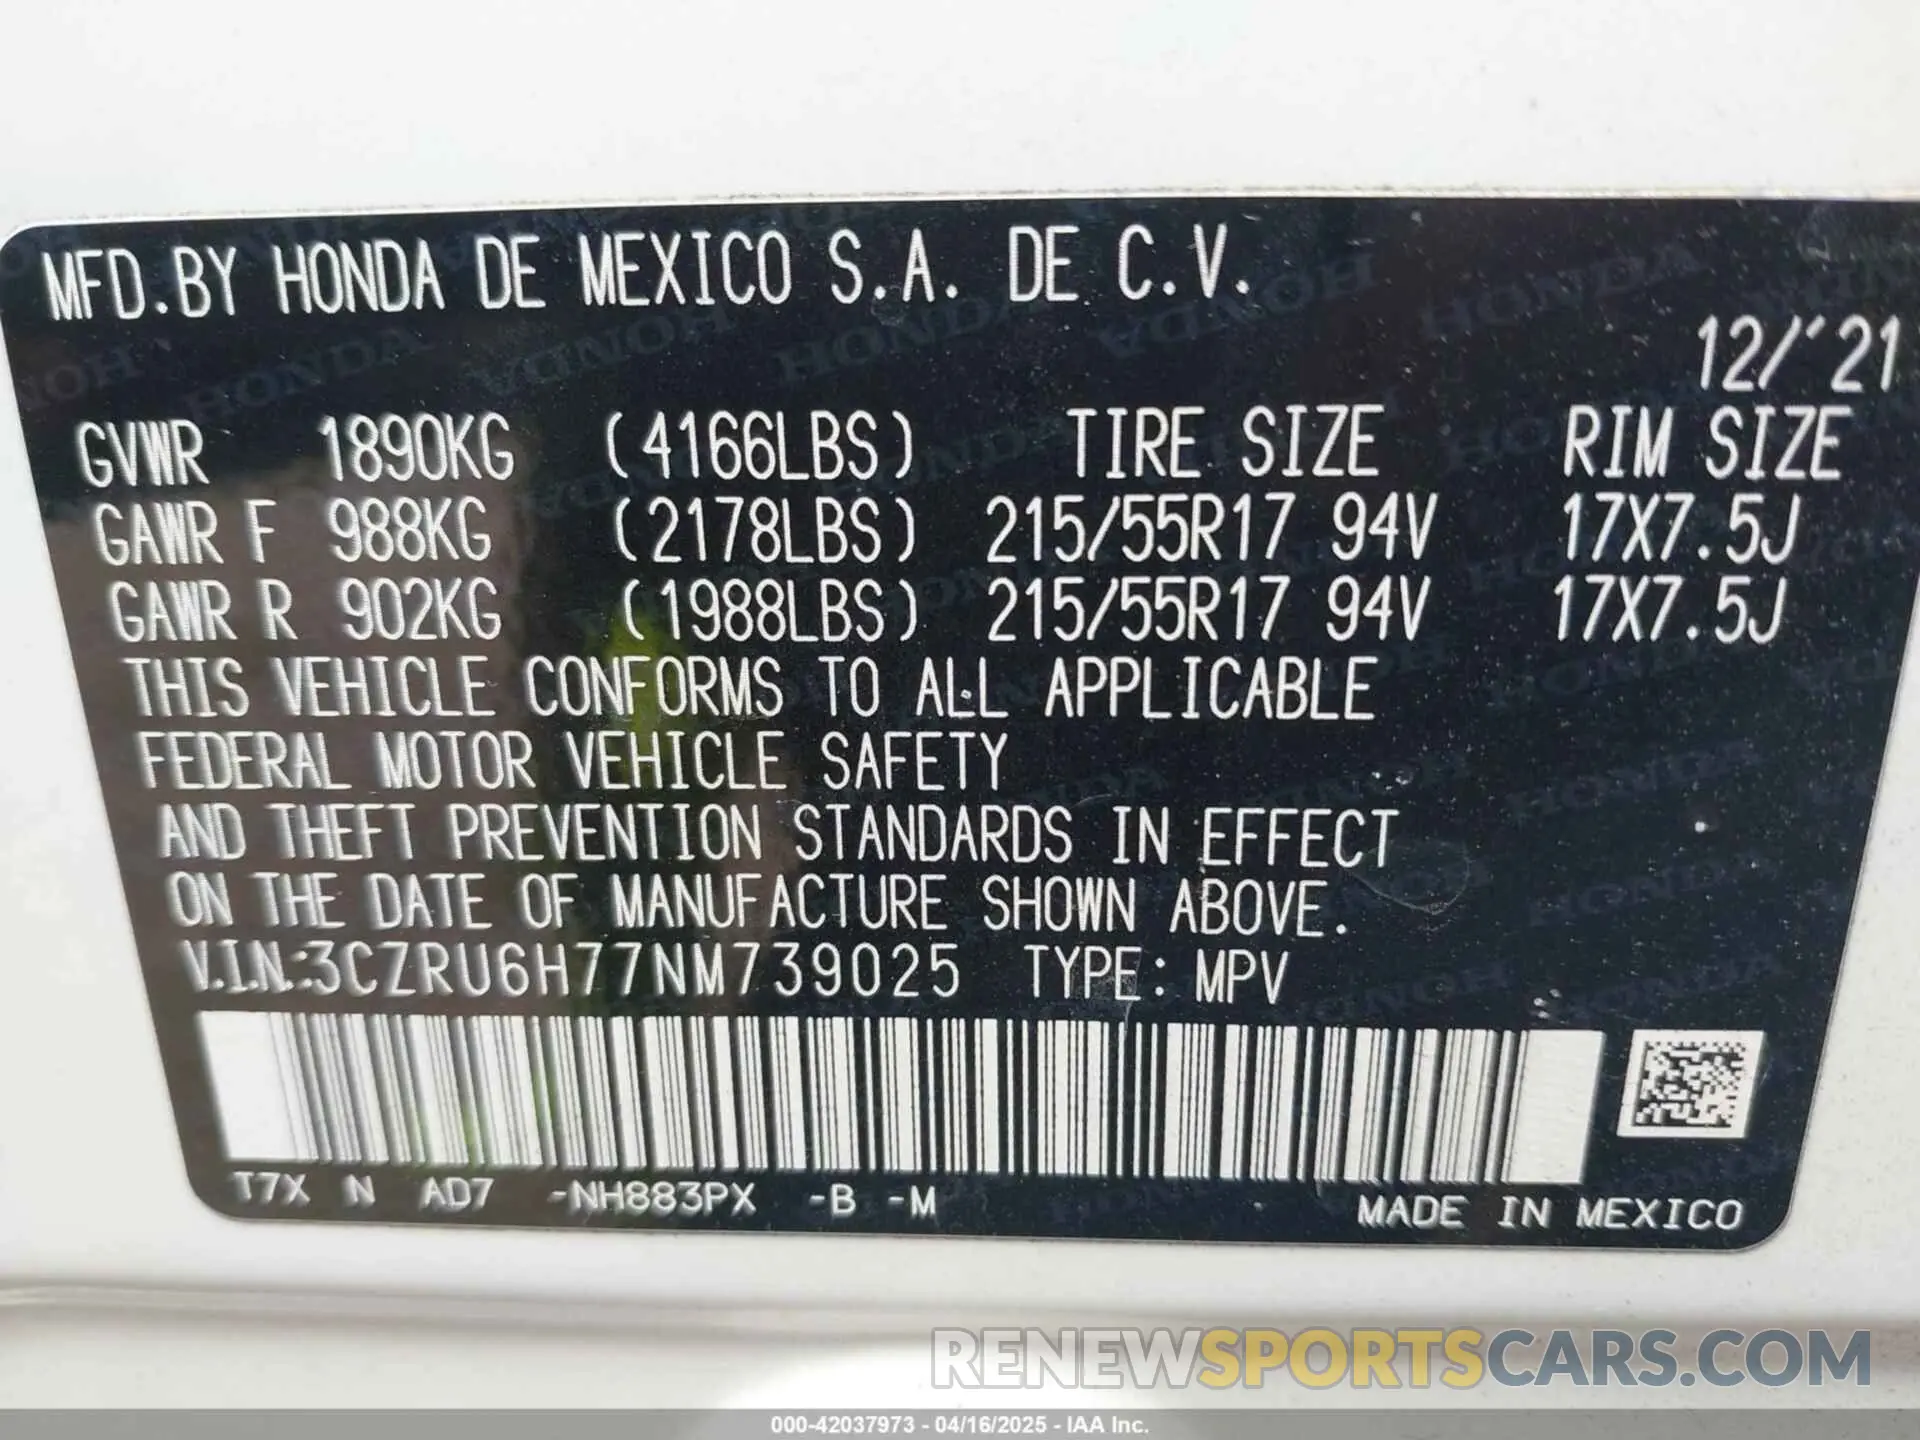 MFD.BY HONDA DE MEXICO S.A. DE C.V.
12/'21
GVWR 1890KG (4166LBS) TIRE SIZE RIM SIZE
GAWR F 988KG (2178LBS) 215/55R17 94V 17X7.5J
GAWR R 902KG (1988LBS) 215/55R17 94V 17X7.5J
THIS VEHICLE CONFORMS TO ALL APPLICABLE
FEDERAL MOTOR VEHICLE SAFETY
AND THEFT PREVENTION STANDARDS IN EFFECT
ON THE DATE OF MANUFACTURE SHOWN ABOVE.
V.I.N.:3CZRU6H77NM739025 TYPE: MPV
T7X N AD7 -NH883PX -B -M
MADE IN MEXICO
RENEWSPORTSCARS.COM
000-42037973 - 04/16/2025 - IAA Inc.